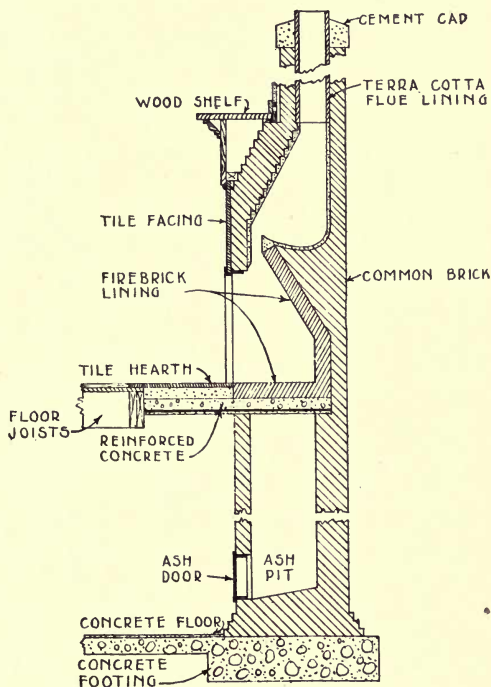 CEMENT CAP
TERRA COTTA
FLUE LINING
WOOD SHELF
TILE FACING
FIREBRICK
LINING
COMMON BRICK
TILE HEARTH
FLOOR
JOISTS
REINFORCED
CONCRETE
ASH
DOOR
ASH
PIT
CONCRETE FLOOR
CONCRETE
FOOTING